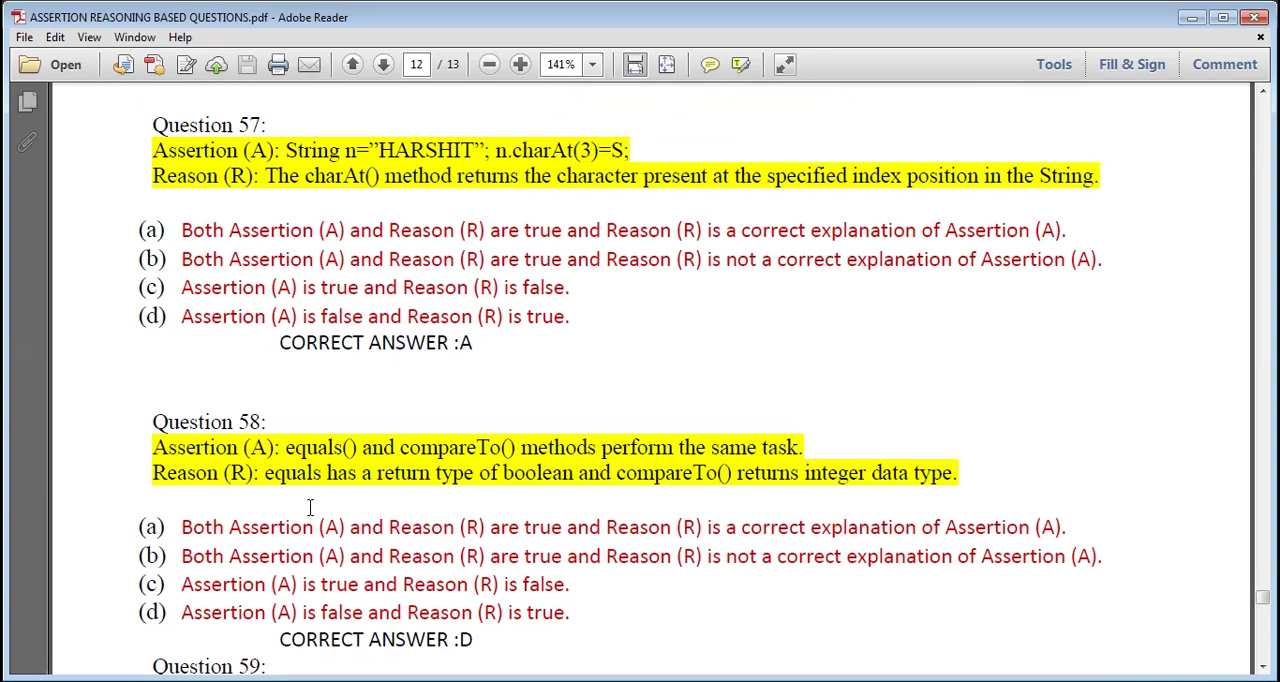 ASSERTION REASONING BASED QUESTIONS.pdf - Adobe Reader
File Edit View Window Help
Open 12 / 13 141% Tools Fill & Sign Comment
Question 57:
Assertion (A): String n=”HARSHIT”; n.charAt(3)=S;
Reason (R): The charAt() method returns the character present at the specified index position in the String.
(a) Both Assertion (A) and Reason (R) are true and Reason (R) is a correct explanation of Assertion (A).
(b) Both Assertion (A) and Reason (R) are true and Reason (R) is not a correct explanation of Assertion (A).
(c) Assertion (A) is true and Reason (R) is false.
(d) Assertion (A) is false and Reason (R) is true.
CORRECT ANSWER :A
Question 58:
Assertion (A): equals() and compareTo() methods perform the same task.
Reason (R): equals has a return type of boolean and compareTo() returns integer data type.
(a) Both Assertion (A) and Reason (R) are true and Reason (R) is a correct explanation of Assertion (A).
(b) Both Assertion (A) and Reason (R) are true and Reason (R) is not a correct explanation of Assertion (A).
(c) Assertion (A) is true and Reason (R) is false.
(d) Assertion (A) is false and Reason (R) is true.
CORRECT ANSWER :D
Question 59: